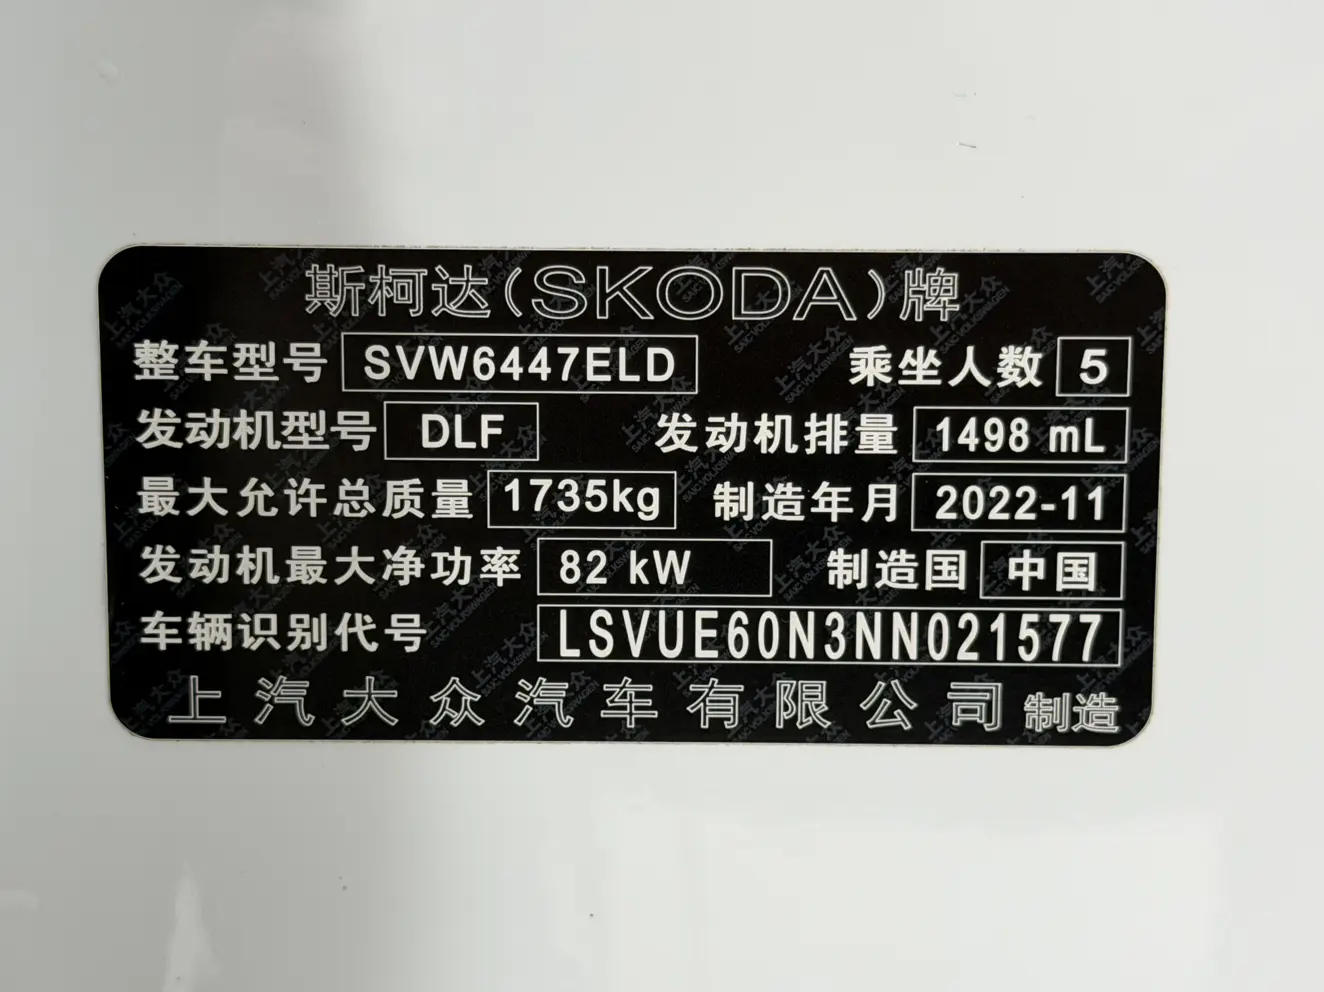 斯柯达(SKODA)牌
整车型号 SVW6447ELD 乘坐人数 5
发动机型号 DLF 发动机排量 1498 mL
最大允许总质量 1735kg 制造年月 2022-11
发动机最大净功率 82 kW 制造国 中国
车辆识别代号 LSVUE60N3NN021577
上汽大众汽车有限公司 制造